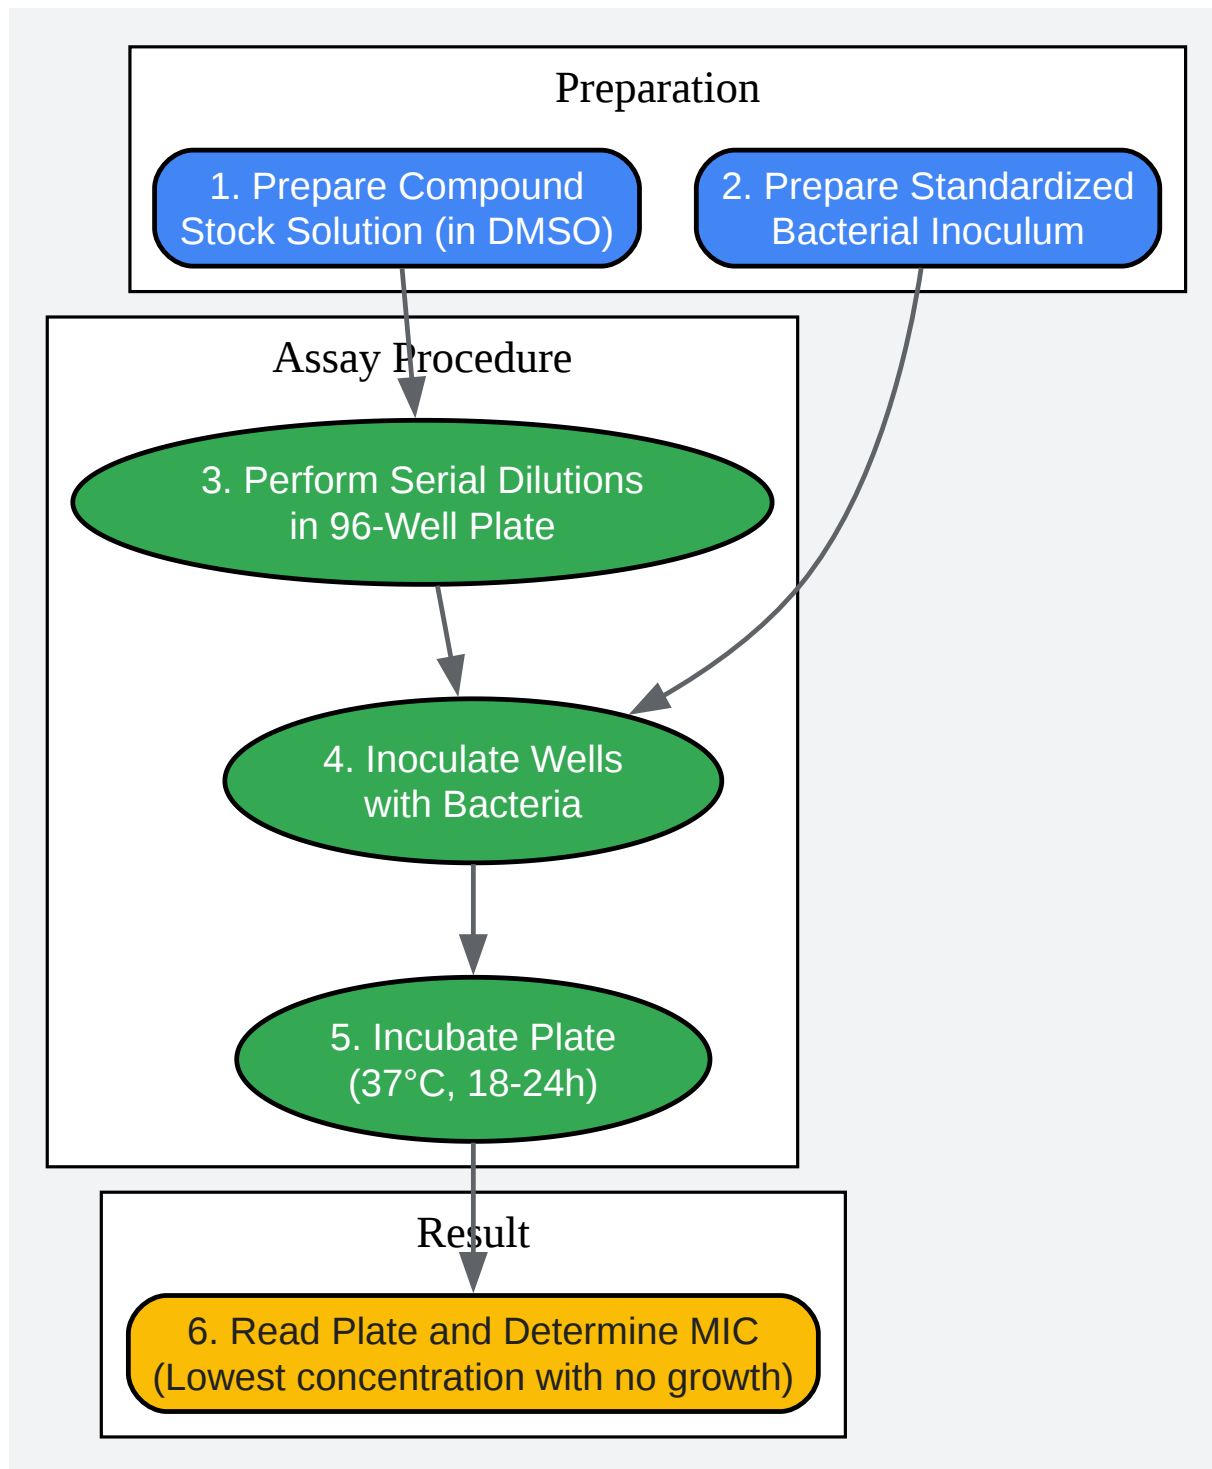 Preparation
1. Prepare Compound
Stock Solution (in DMSO)
2. Prepare Standardized
Bacterial Inoculum
Assay Procedure
3. Perform Serial Dilutions
in 96-Well Plate
4. Inoculate Wells
with Bacteria
5. Incubate Plate
(37°C, 18-24h)
Result
6. Read Plate and Determine MIC
(Lowest concentration with no growth)